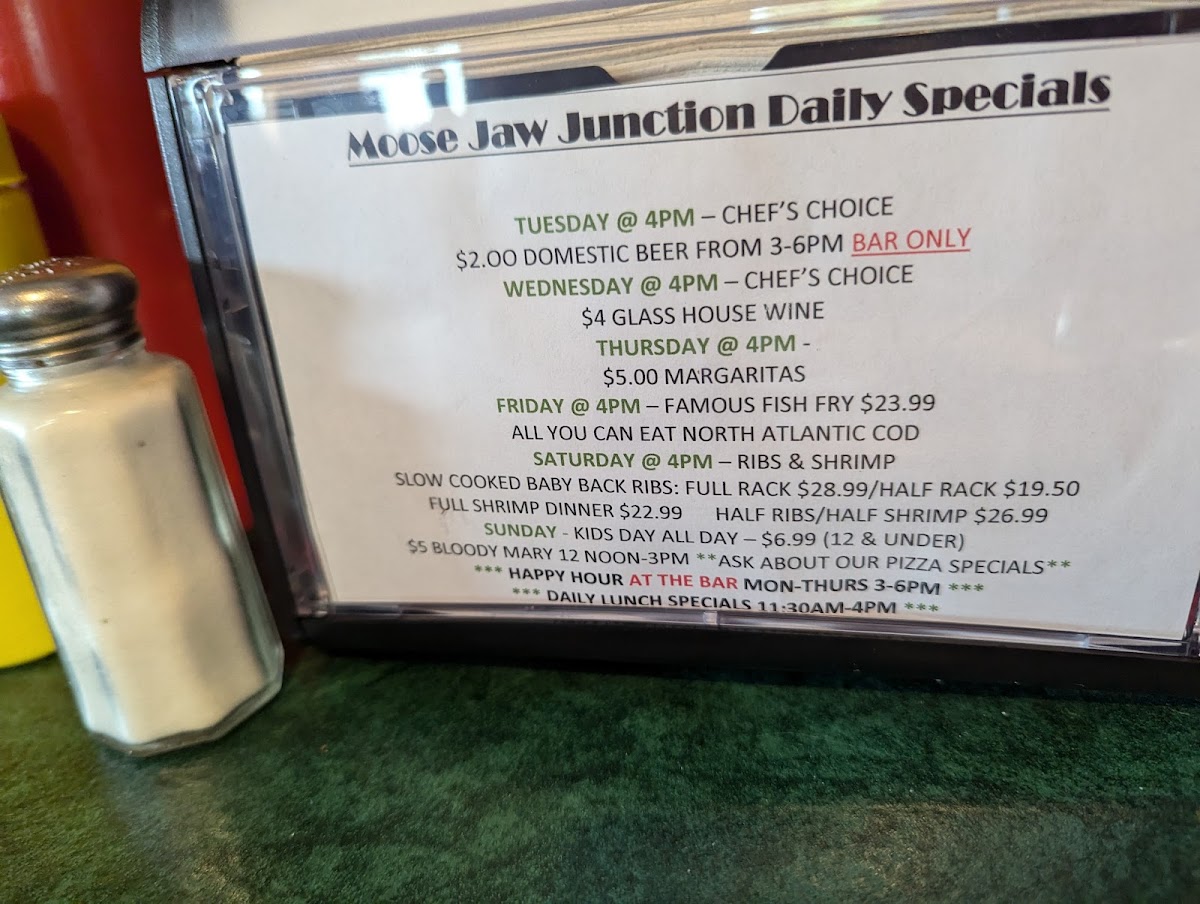 Moose Jaw Junction Daily Specials
TUESDAY @ 4PM – CHEF'S CHOICE
$2.00 DOMESTIC BEER FROM 3-6PM BAR ONLY
WEDNESDAY @ 4PM – CHEF'S CHOICE
$4 GLASS HOUSE WINE
THURSDAY @ 4PM -
$5.00 MARGARITAS
FRIDAY @ 4PM – FAMOUS FISH FRY $23.99
ALL YOU CAN EAT NORTH ATLANTIC COD
SATURDAY @ 4PM – RIBS & SHRIMP
SLOW COOKED BABY BACK RIBS: FULL RACK $28.99/HALF RACK $19.50
FULL SHRIMP DINNER $22.99 HALF RIBS/HALF SHRIMP $26.99
SUNDAY - KIDS DAY ALL DAY – $6.99 (12 & UNDER)
$5 BLOODY MARY 12 NOON-3PM **ASK ABOUT OUR PIZZA SPECIALS**
*** HAPPY HOUR AT THE BAR MON-THURS 3-6PM ***
*** DAILY LUNCH SPECIALS 11:30AM-4PM ***